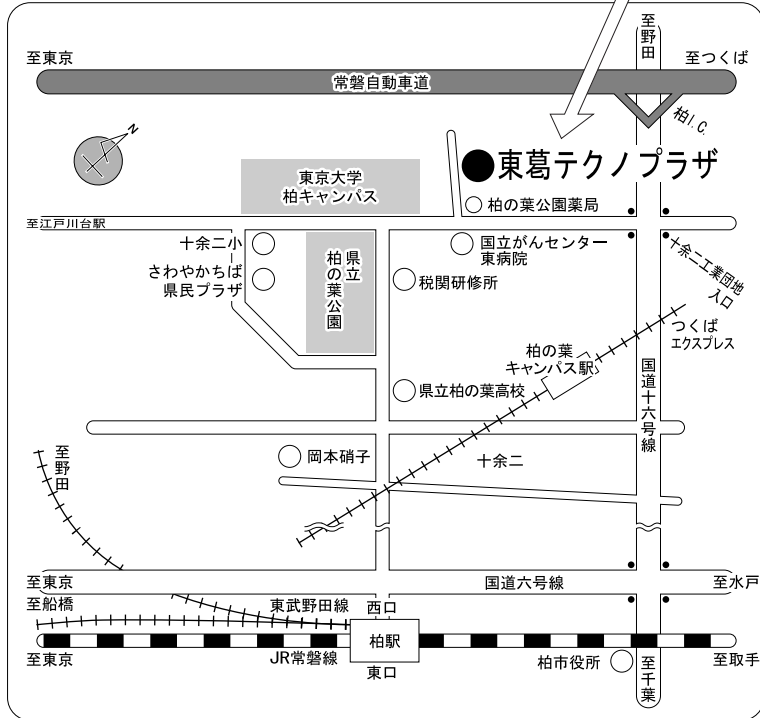 至野田
至東京
至つくば
常磐自動車道
柏I.C.
N
東葛テクノプラザ
東京大学
柏キャンパス
柏の葉公園薬局
至江戸川台駅
十余二小
国立がんセンター
東病院
さわやかちば
県民プラザ
県立
柏の葉公園
税関研修所
十余二工業団地
入口
つくば
エクスプレス
柏の葉
キャンパス駅
国道十六号線
県立柏の葉高校
岡本硝子
十余二
至野田
至東京
国道六号線
至水戸
至船橋
東武野田線
西口
柏駅
至東京
JR常磐線
東口
柏市役所
至千葉
至取手